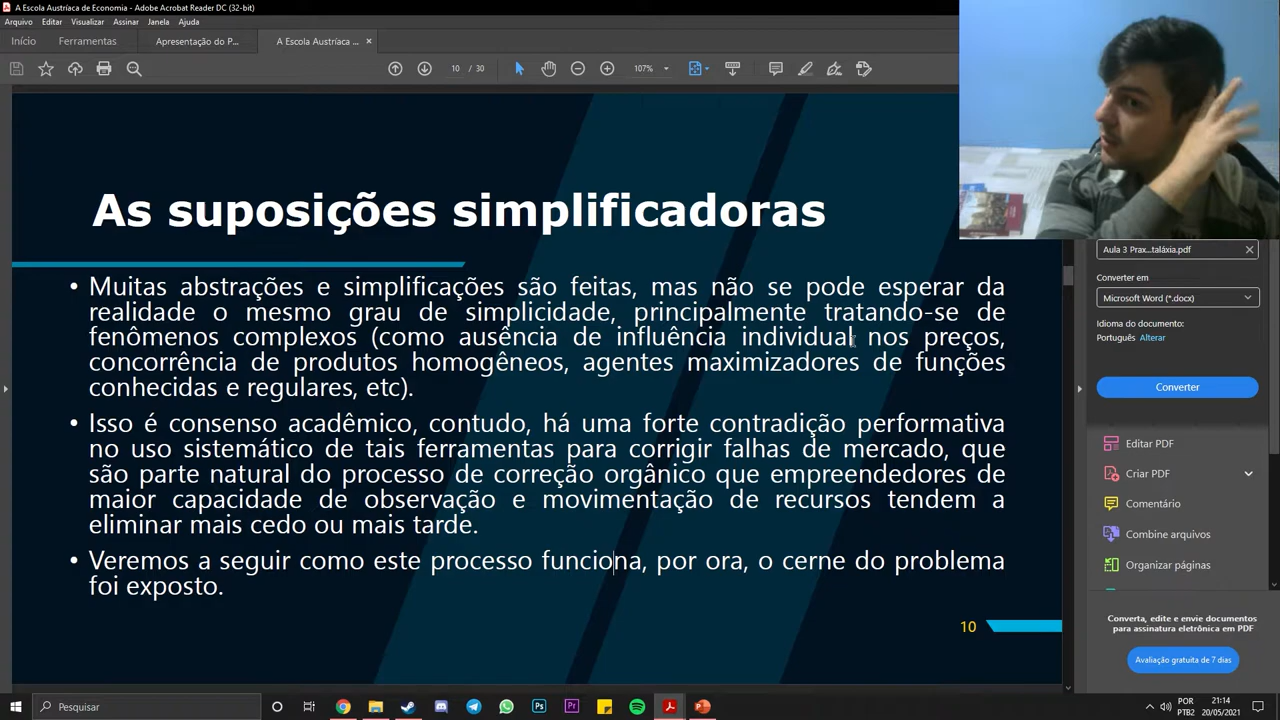 A Escola Austríaca de Economia - Adobe Acrobat Reader DC (32-bit)
Arquivo Editar Visualizar Assinar Janela Ajuda
Início Ferramentas Apresentação do P... A Escola Austríaca ... ×
10 / 30 107%
As suposições simplificadoras
• Muitas abstrações e simplificações são feitas, mas não se pode esperar da
realidade o mesmo grau de simplicidade, principalmente tratando-se de
fenômenos complexos (como ausência de influência individual nos preços,
concorrência de produtos homogêneos, agentes maximizadores de funções
conhecidas e regulares, etc).
• Isso é consenso acadêmico, contudo, há uma forte contradição performativa
no uso sistemático de tais ferramentas para corrigir falhas de mercado, que
são parte natural do processo de correção orgânico que empreendedores de
maior capacidade de observação e movimentação de recursos tendem a
eliminar mais cedo ou mais tarde.
• Veremos a seguir como este processo funciona, por ora, o cerne do problema
foi exposto.
10
Aula 3 Prax...taláxia.pdf
Converter em
Microsoft Word (*.docx)
Idioma do documento:
Português Alterar
Converter
Editar PDF
Criar PDF
Comentário
Combine arquivos
Organizar páginas
Converta, edite e envie documentos
para assinatura eletrônica em PDF
Avaliação gratuita de 7 dias
Pesquisar
Ps
Pr
POR
PTB2
21:14
20/05/2021